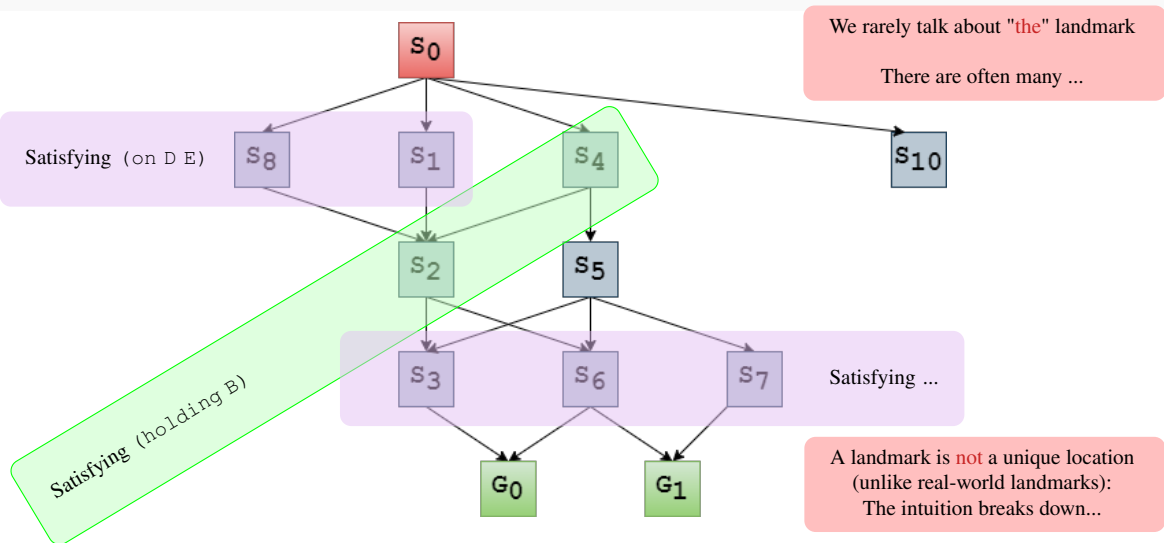 S0
We rarely talk about "the" landmark
There are often many ...
Satisfying (on D E)
S8
S1
S4
S10
S2
S5
S3
S6
S7
Satisfying ...
Satisfying (holding B)
G0
G1
A landmark is not a unique location
(unlike real-world landmarks):
The intuition breaks down...